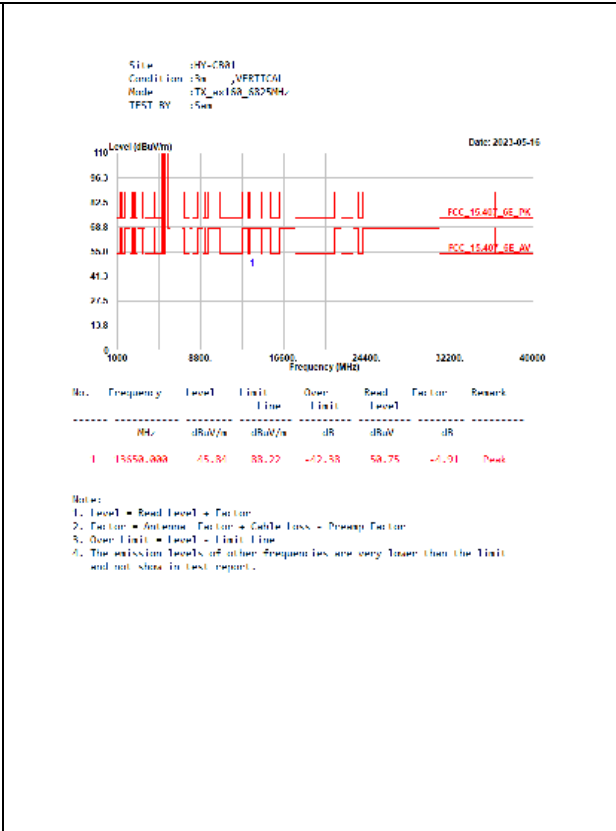 Site :HY-CB01
Condition :3m ,VERTICAL
Mode :TX_ax160_6825MHz
TEST BY :Sam
Level (dBuV/m)
Date: 2023-05-16
110
96.3
82.5
68.8
55.0
41.3
27.5
13.8
0
FCC_15.407_6E_PK
FCC_15.407_6E_AV
1
1000 8800. 16600. 24400. 32200. 40000
Frequency (MHz)
No. Frequency Level Limit Over Read Factor Remark
Line Limit Level
MHz dBuV/m dBuV/m dB dBuV dB
1 13650.000 45.84 88.22 -42.38 50.75 -4.91 Peak
Note:
1. Level = Read Level + Factor
2. Factor = Antenna Factor + Cable Loss - Preamp Factor
3. Over Limit = Level - Limit Line
4. The emission levels of other frequencies are very lower than the limit
and not show in test report.